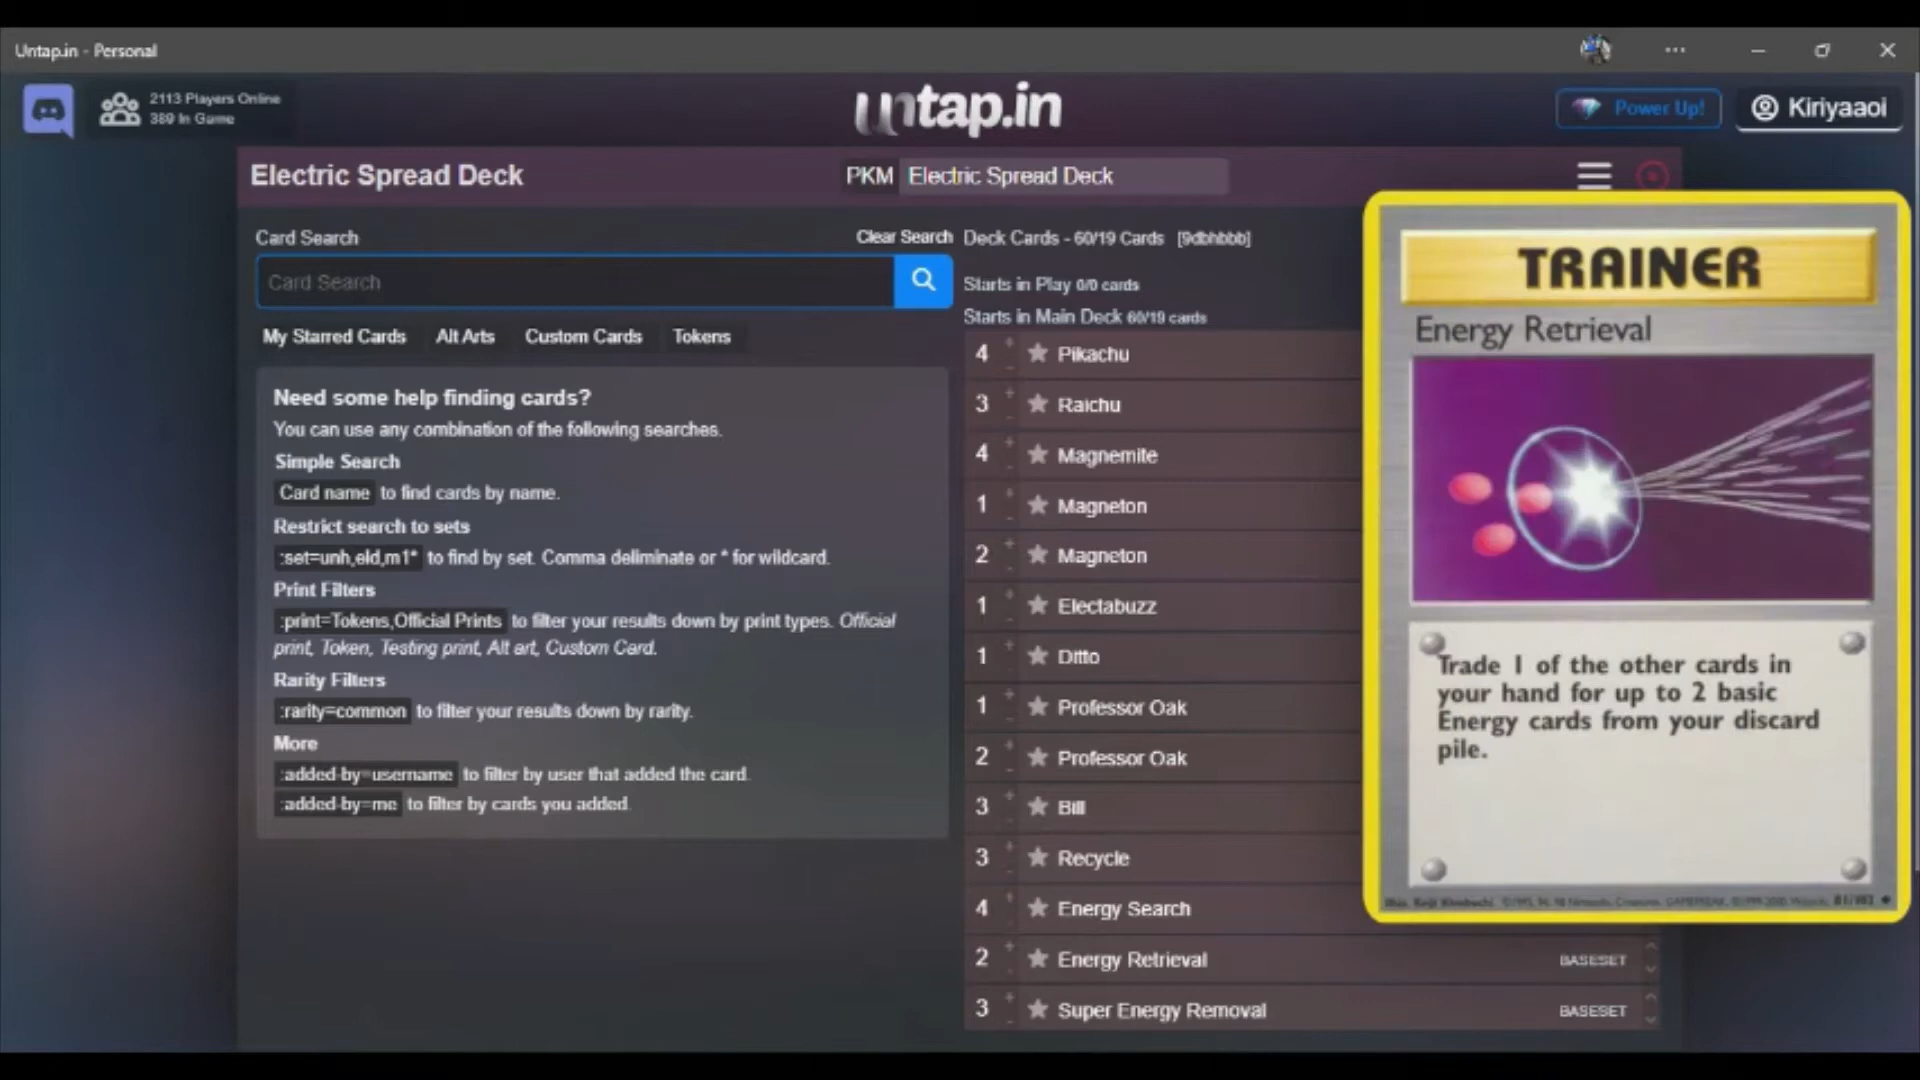 Untap.in - Personal
2113 Players Online
389 In Game
untap.in
Power Up!
Kiriyaaoi
Electric Spread Deck
PKM
Electric Spread Deck
Card Search
Clear Search
Card Search
My Starred Cards
Alt Arts
Custom Cards
Tokens
Need some help finding cards?
You can use any combination of the following searches.
Simple Search
Card name to find cards by name.
Restrict search to sets
:set=unh,eld,m1* to find by set. Comma deliminate or * for wildcard.
Print Filters
:print=Tokens,Official Prints to filter your results down by print types. Official
print, Token, Testing print, Alt art, Custom Card.
Rarity Filters
:rarity=common to filter your results down by rarity.
More
:added-by=username to filter by user that added the card.
:added-by=me to filter by cards you added.
Deck Cards - 60/19 Cards [9dbhbbb]
Starts in Play 0/0 cards
Starts in Main Deck 60/19 cards
4 Pikachu
3 Raichu
4 Magnemite
1 Magneton
2 Magneton
1 Electabuzz
1 Ditto
1 Professor Oak
2 Professor Oak
3 Bill
3 Recycle
4 Energy Search
2 Energy Retrieval BASESET
3 Super Energy Removal BASESET
TRAINER
Energy Retrieval
Trade 1 of the other cards in
your hand for up to 2 basic
Energy cards from your discard
pile.